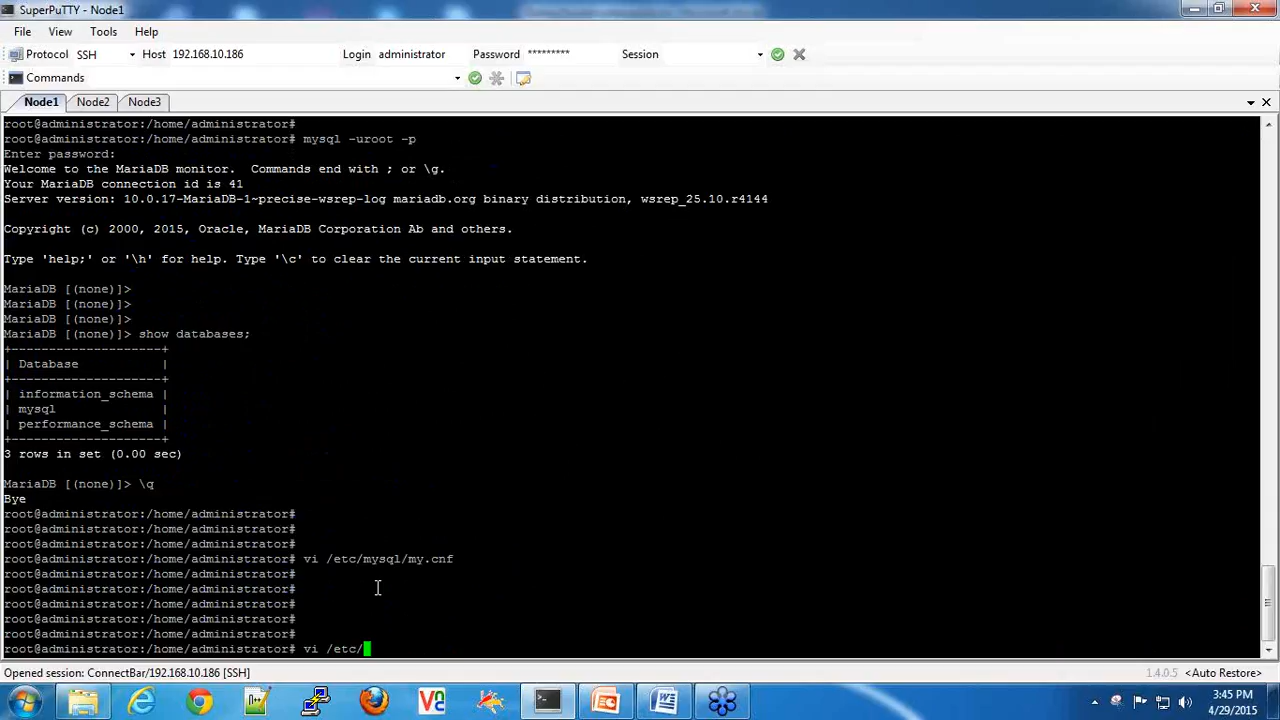 SuperPuTTY - Node1
File View Tools Help
Protocol SSH Host 192.168.10.186 Login administrator Password ********* Session
Commands
Node1 Node2 Node3
root@administrator:/home/administrator#
root@administrator:/home/administrator# mysql -uroot -p
Enter password:
Welcome to the MariaDB monitor.  Commands end with ; or \g.
Your MariaDB connection id is 41
Server version: 10.0.17-MariaDB-1~precise-wsrep-log mariadb.org binary distribution, wsrep_25.10.r4144
Copyright (c) 2000, 2015, Oracle, MariaDB Corporation Ab and others.
Type 'help;' or '\h' for help. Type '\c' to clear the current input statement.
MariaDB [(none)]>
MariaDB [(none)]>
MariaDB [(none)]>
MariaDB [(none)]> show databases;
+--------------------+
| Database           |
+--------------------+
| information_schema |
| mysql              |
| performance_schema |
+--------------------+
3 rows in set (0.00 sec)
MariaDB [(none)]> \q
Bye
root@administrator:/home/administrator#
root@administrator:/home/administrator#
root@administrator:/home/administrator#
root@administrator:/home/administrator# vi /etc/mysql/my.cnf
root@administrator:/home/administrator#
root@administrator:/home/administrator#
root@administrator:/home/administrator#
root@administrator:/home/administrator#
root@administrator:/home/administrator#
root@administrator:/home/administrator# vi /etc/
Opened session: ConnectBar/192.168.10.186 [SSH] 1.4.0.5 <Auto Restore>
3:45 PM
4/29/2015